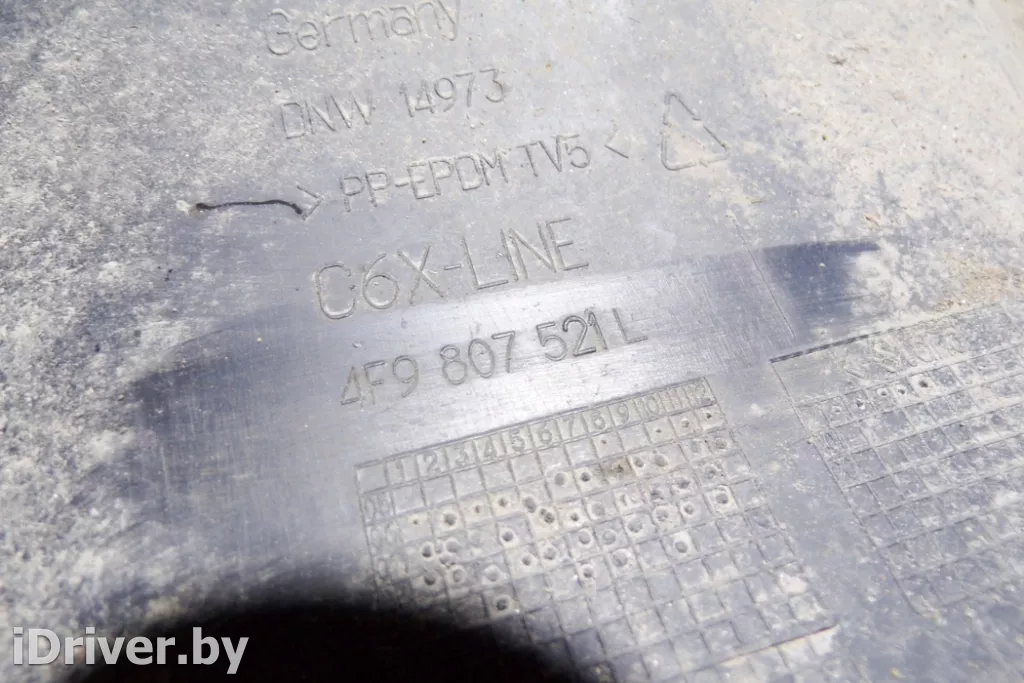 Germany
DNW 14973
> PP-EPDM TV5 <
C6X-LINE
4F9 807 521 L
1 2 3 4 5 6 7 8 9 10 11 12
iDriver.by